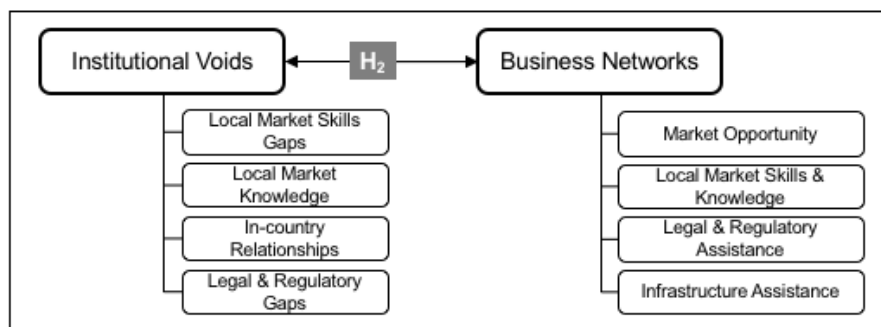 Institutional Voids
H₂
Business Networks
Local Market Skills
Gaps
Local Market
Knowledge
In-country
Relationships
Legal & Regulatory
Gaps
Market Opportunity
Local Market Skills &
Knowledge
Legal & Regulatory
Assistance
Infrastructure Assistance